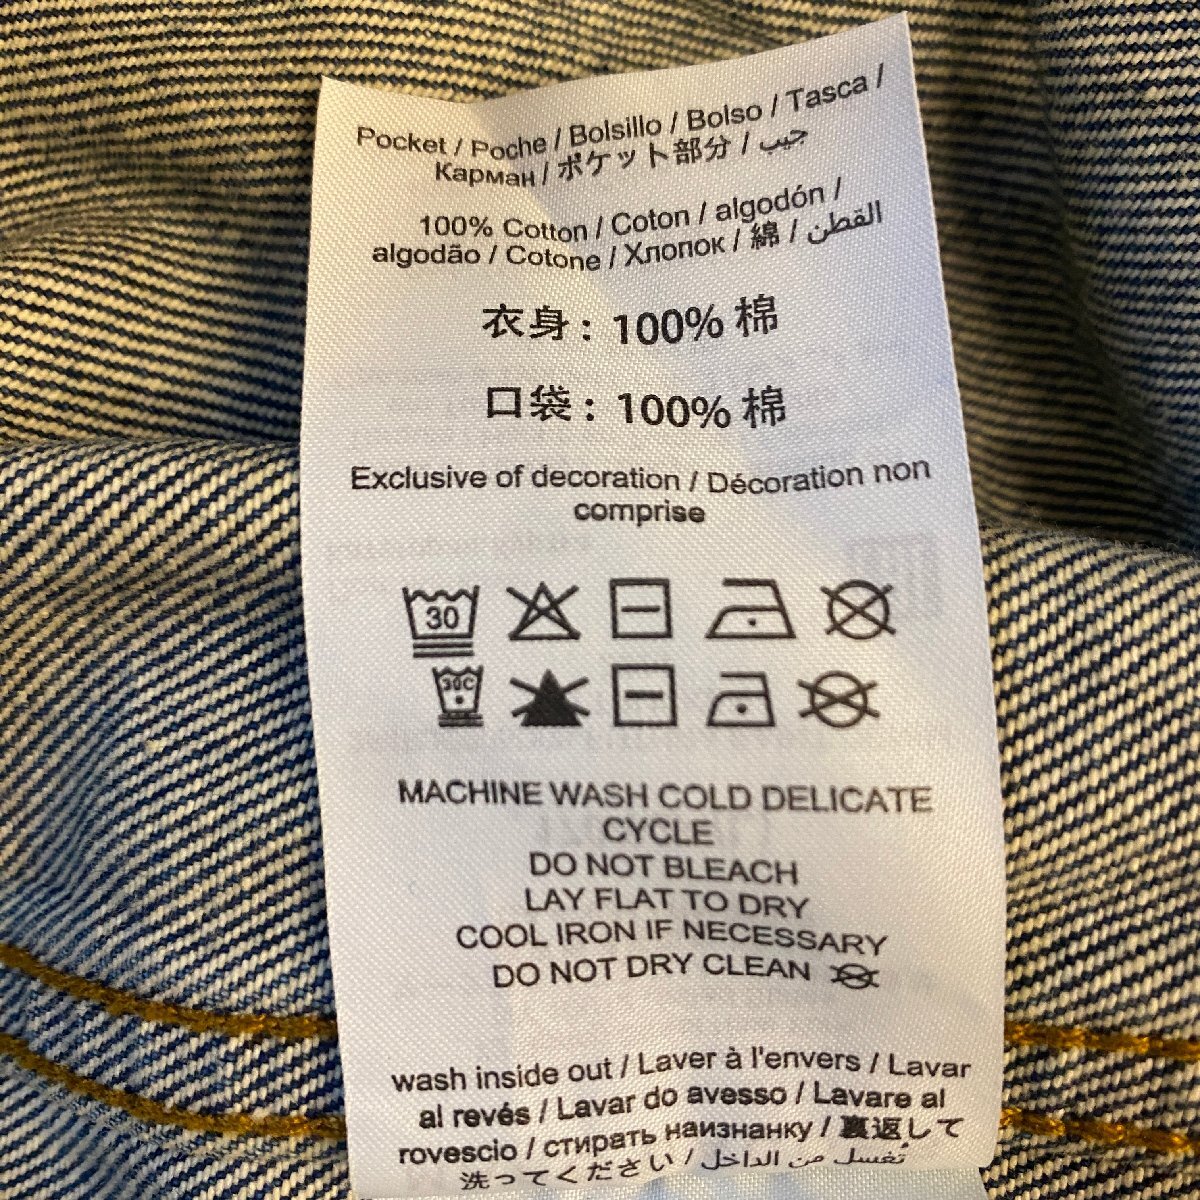 Pocket / Poche / Bolsillo / Bolso / Tasca /
Карман / ポケット部分 / جيب
100% Cotton / Coton / algodón /
algodão / Cotone / Хлопок / 綿 / القطن
衣身: 100% 棉
口袋: 100% 棉
Exclusive of decoration / Décoration non
comprise
30
30C
MACHINE WASH COLD DELICATE
CYCLE
DO NOT BLEACH
LAY FLAT TO DRY
COOL IRON IF NECESSARY
DO NOT DRY CLEAN
wash inside out / Laver à l'envers / Lavar
al revés / Lavar do avesso / Lavare al
rovescio / стирать наизнанку / 裏返して
洗ってください / تغسل من الداخل